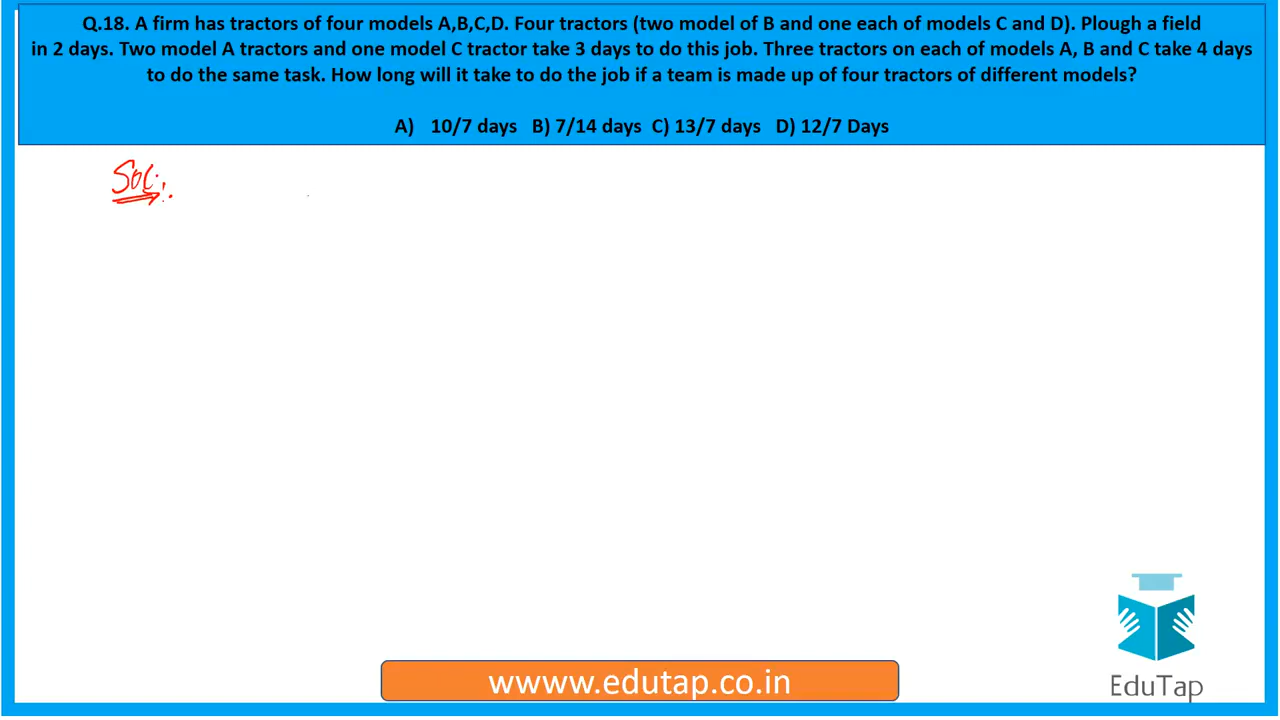 Q.18. A firm has tractors of four models A,B,C,D. Four tractors (two model of B and one each of models C and D). Plough a field
in 2 days. Two model A tractors and one model C tractor take 3 days to do this job. Three tractors on each of models A, B and C take 4 days
to do the same task. How long will it take to do the job if a team is made up of four tractors of different models?
A) 10/7 days B) 7/14 days C) 13/7 days D) 12/7 Days
Sol:
wwww.edutap.co.in
EduTap